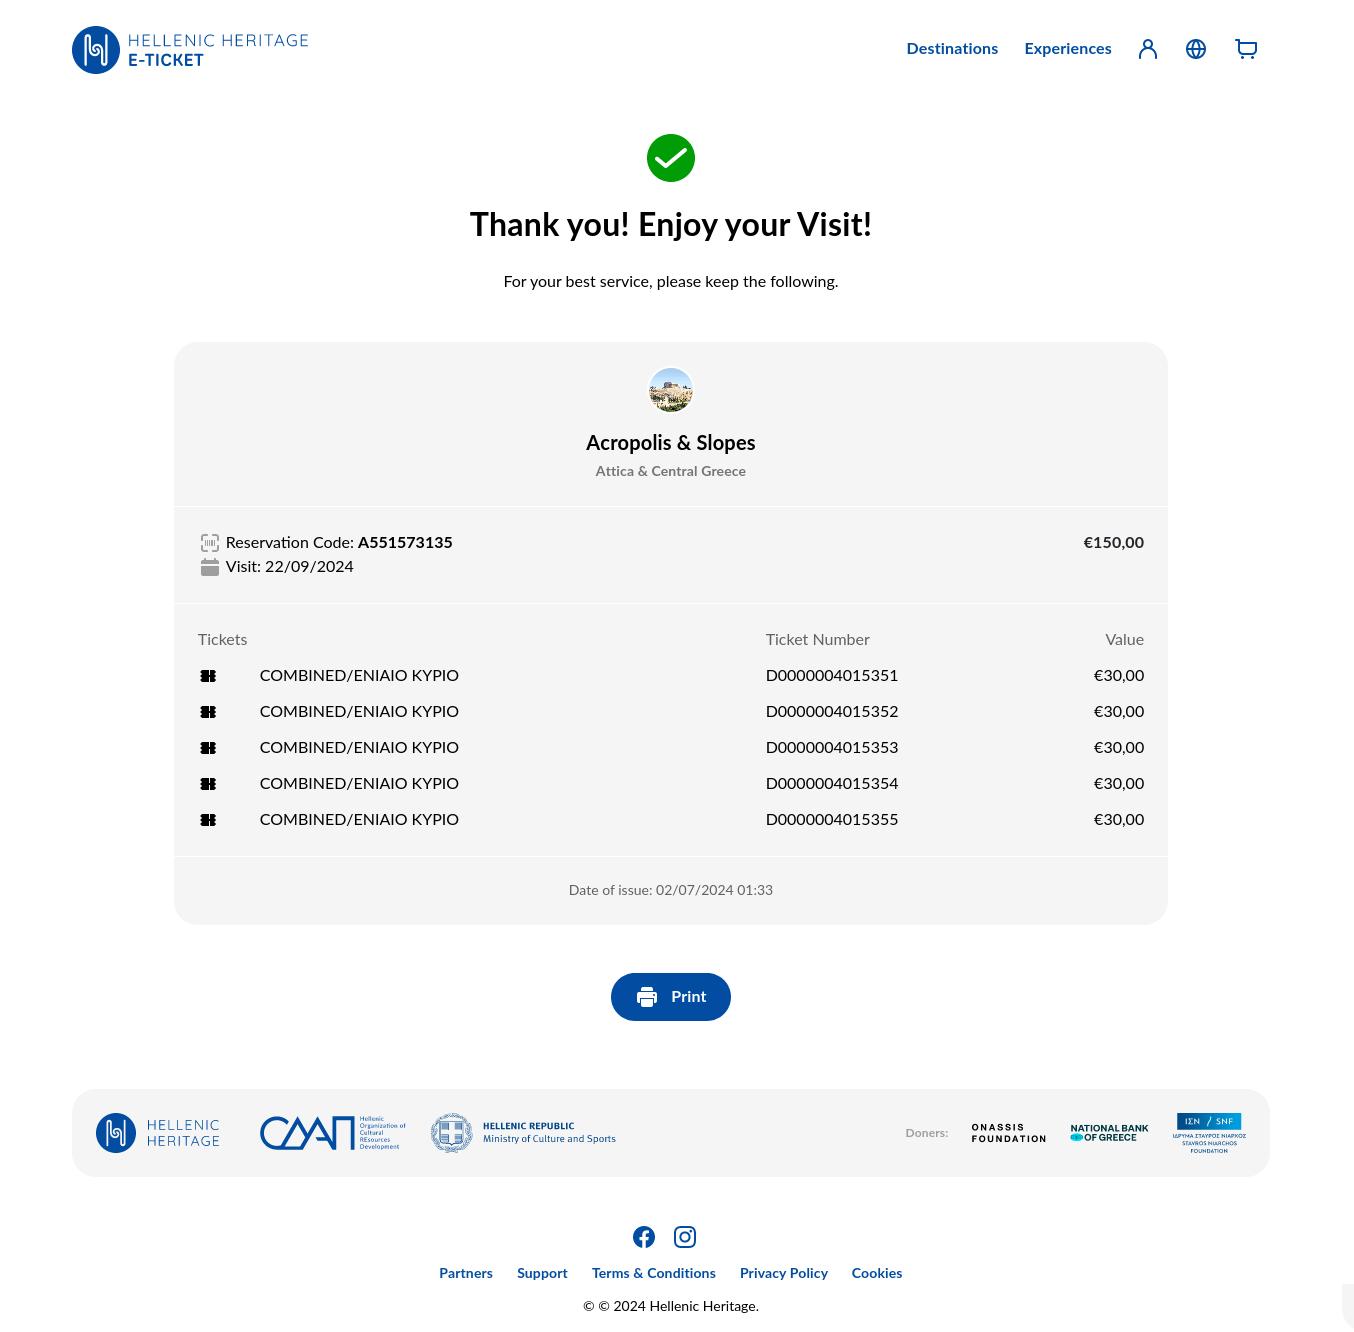 HELLENIC HERITAGE
E-TICKET
Destinations Experiences
Thank you! Enjoy your Visit!
For your best service, please keep the following.
Acropolis & Slopes
Attica & Central Greece
Reservation Code: A551573135 €150,00
Visit: 22/09/2024
Tickets Ticket Number Value
COMBINED/ENIAIO KYPIO D0000004015351 €30,00
COMBINED/ENIAIO KYPIO D0000004015352 €30,00
COMBINED/ENIAIO KYPIO D0000004015353 €30,00
COMBINED/ENIAIO KYPIO D0000004015354 €30,00
COMBINED/ENIAIO KYPIO D0000004015355 €30,00
Date of issue: 02/07/2024 01:33
Print
HELLENIC
HERITAGE
Hellenic
Organization of
Cultural
REsources
Development
HELLENIC REPUBLIC
Ministry of Culture and Sports
Doners:
ONASSIS
FOUNDATION
NATIONAL BANK
OF GREECE
ΙΣΝ / SNF
ΙΔΡΥΜΑ ΣΤΑΥΡΟΣ ΝΙΑΡΧΟΣ
STAVROS NIARCHOS
FOUNDATION
Partners Support Terms & Conditions Privacy Policy Cookies
© © 2024 Hellenic Heritage.